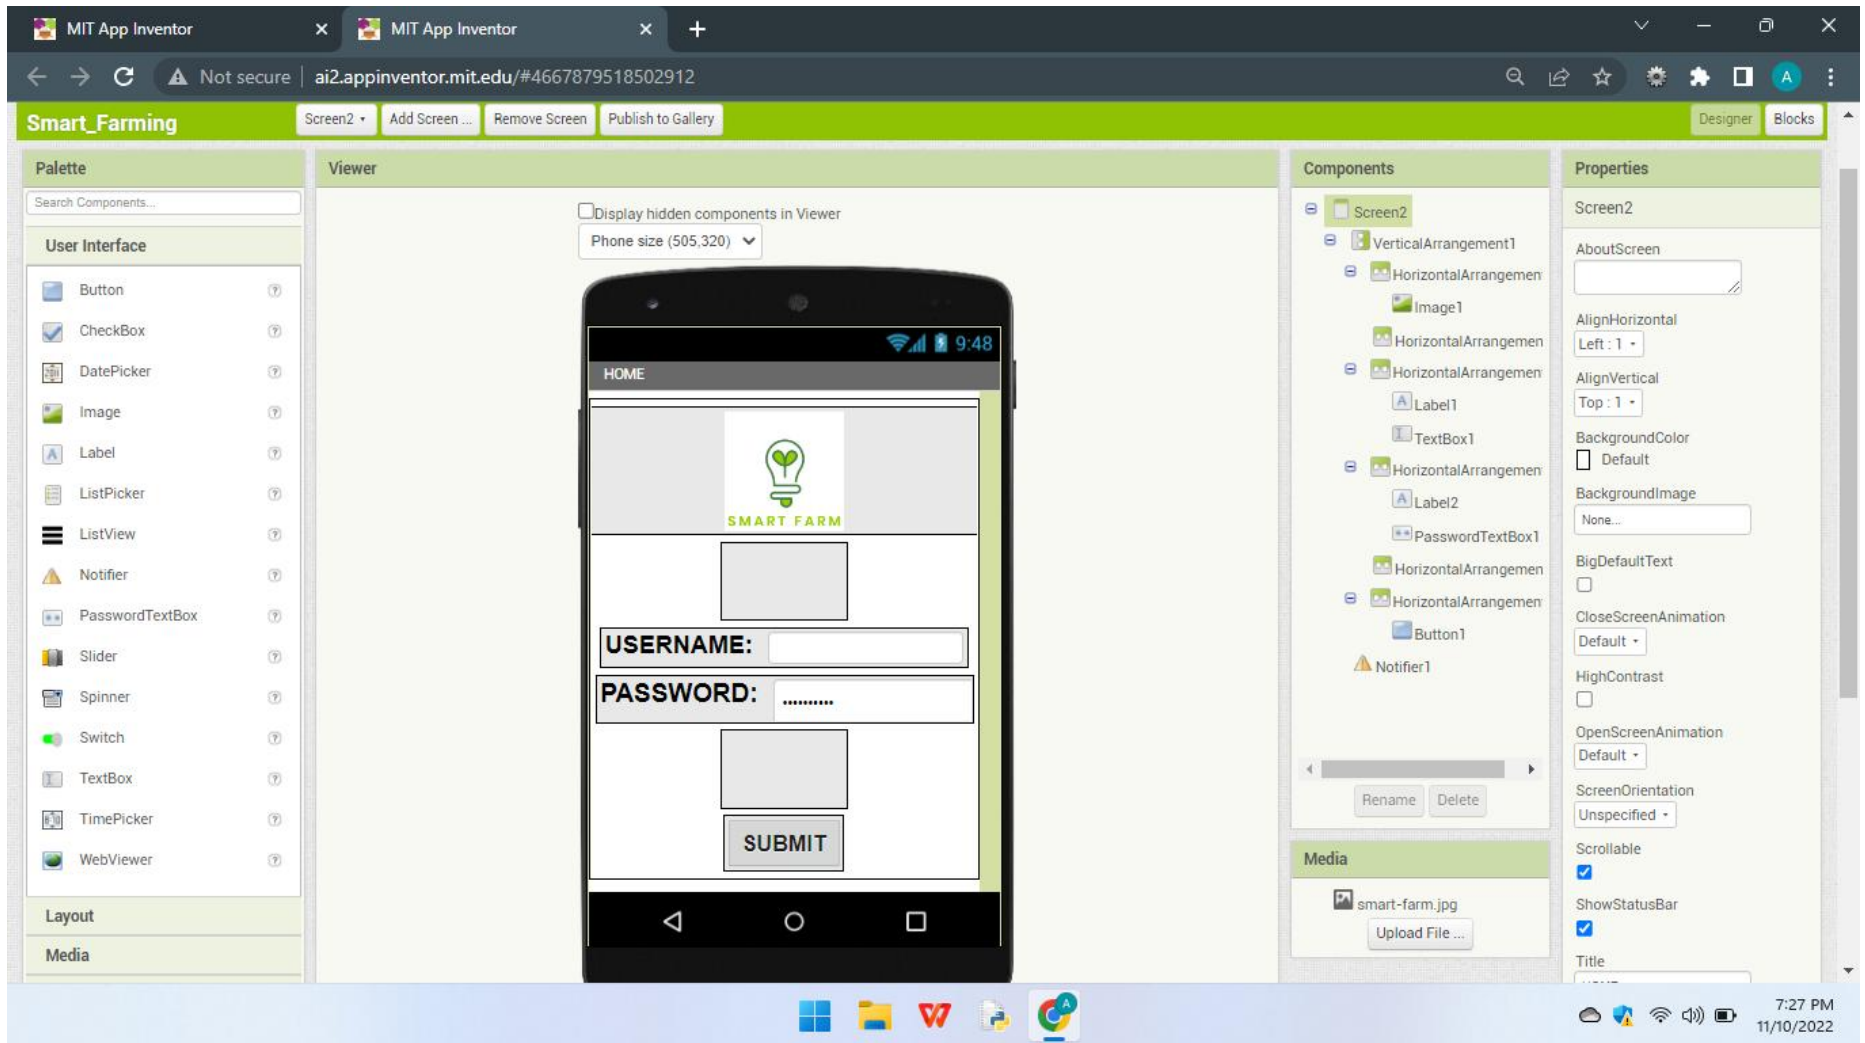 MIT App Inventor
MIT App Inventor
Not secure
ai2.appinventor.mit.edu/#4667879518502912
A
Smart_Farming
Screen2
Add Screen ...
Remove Screen
Publish to Gallery
Designer
Blocks
Palette
Search Components...
User Interface
Button
CheckBox
DatePicker
Image
Label
ListPicker
ListView
Notifier
PasswordTextBox
Slider
Spinner
Switch
TextBox
TimePicker
WebViewer
Layout
Media
Viewer
Display hidden components in Viewer
Phone size (505,320)
9:48
HOME
SMART FARM
USERNAME:
PASSWORD:
SUBMIT
Components
Screen2
VerticalArrangement1
HorizontalArrangemen
Image1
HorizontalArrangemen
HorizontalArrangemen
Label1
TextBox1
HorizontalArrangemen
Label2
PasswordTextBox1
HorizontalArrangemen
HorizontalArrangemen
Button1
Notifier1
Rename
Delete
Media
smart-farm.jpg
Upload File ...
Properties
Screen2
AboutScreen
AlignHorizontal
Left : 1
AlignVertical
Top : 1
BackgroundColor
Default
BackgroundImage
None...
BigDefaultText
CloseScreenAnimation
Default
HighContrast
OpenScreenAnimation
Default
ScreenOrientation
Unspecified
Scrollable
ShowStatusBar
Title
7:27 PM
11/10/2022